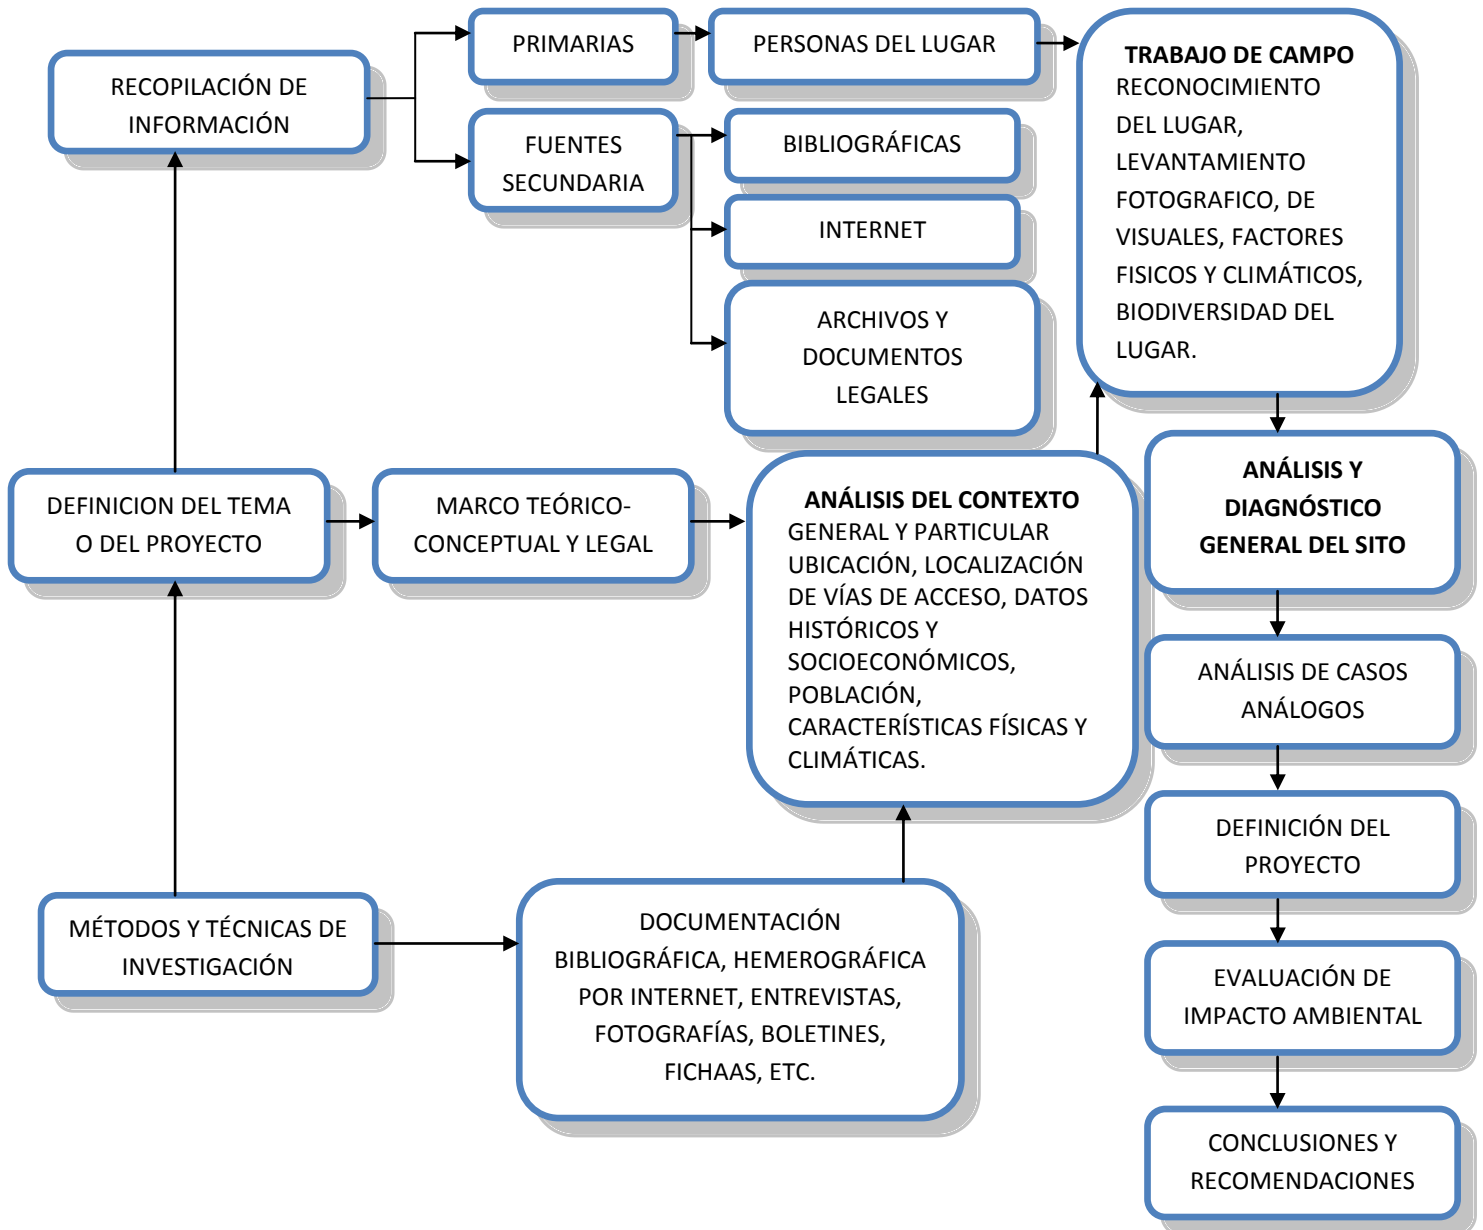 RECOPILACIÓN DE
INFORMACIÓN
PRIMARIAS
PERSONAS DEL LUGAR
FUENTES
SECUNDARIA
BIBLIOGRÁFICAS
INTERNET
ARCHIVOS Y
DOCUMENTOS
LEGALES
TRABAJO DE CAMPO
RECONOCIMIENTO
DEL LUGAR,
LEVANTAMIENTO
FOTOGRAFICO, DE
VISUALES, FACTORES
FISICOS Y CLIMÁTICOS,
BIODIVERSIDAD DEL
LUGAR.
DEFINICION DEL TEMA
O DEL PROYECTO
MARCO TEÓRICO-
CONCEPTUAL Y LEGAL
ANÁLISIS DEL CONTEXTO
GENERAL Y PARTICULAR
UBICACIÓN, LOCALIZACIÓN
DE VÍAS DE ACCESO, DATOS
HISTÓRICOS Y
SOCIOECONÓMICOS,
POBLACIÓN,
CARACTERÍSTICAS FÍSICAS Y
CLIMÁTICAS.
ANÁLISIS Y
DIAGNÓSTICO
GENERAL DEL SITO
ANÁLISIS DE CASOS
ANÁLOGOS
DEFINICIÓN DEL
PROYECTO
MÉTODOS Y TÉCNICAS DE
INVESTIGACIÓN
DOCUMENTACIÓN
BIBLIOGRÁFICA, HEMEROGRÁFICA
POR INTERNET, ENTREVISTAS,
FOTOGRAFÍAS, BOLETINES,
FICHAAS, ETC.
EVALUACIÓN DE
IMPACTO AMBIENTAL
CONCLUSIONES Y
RECOMENDACIONES